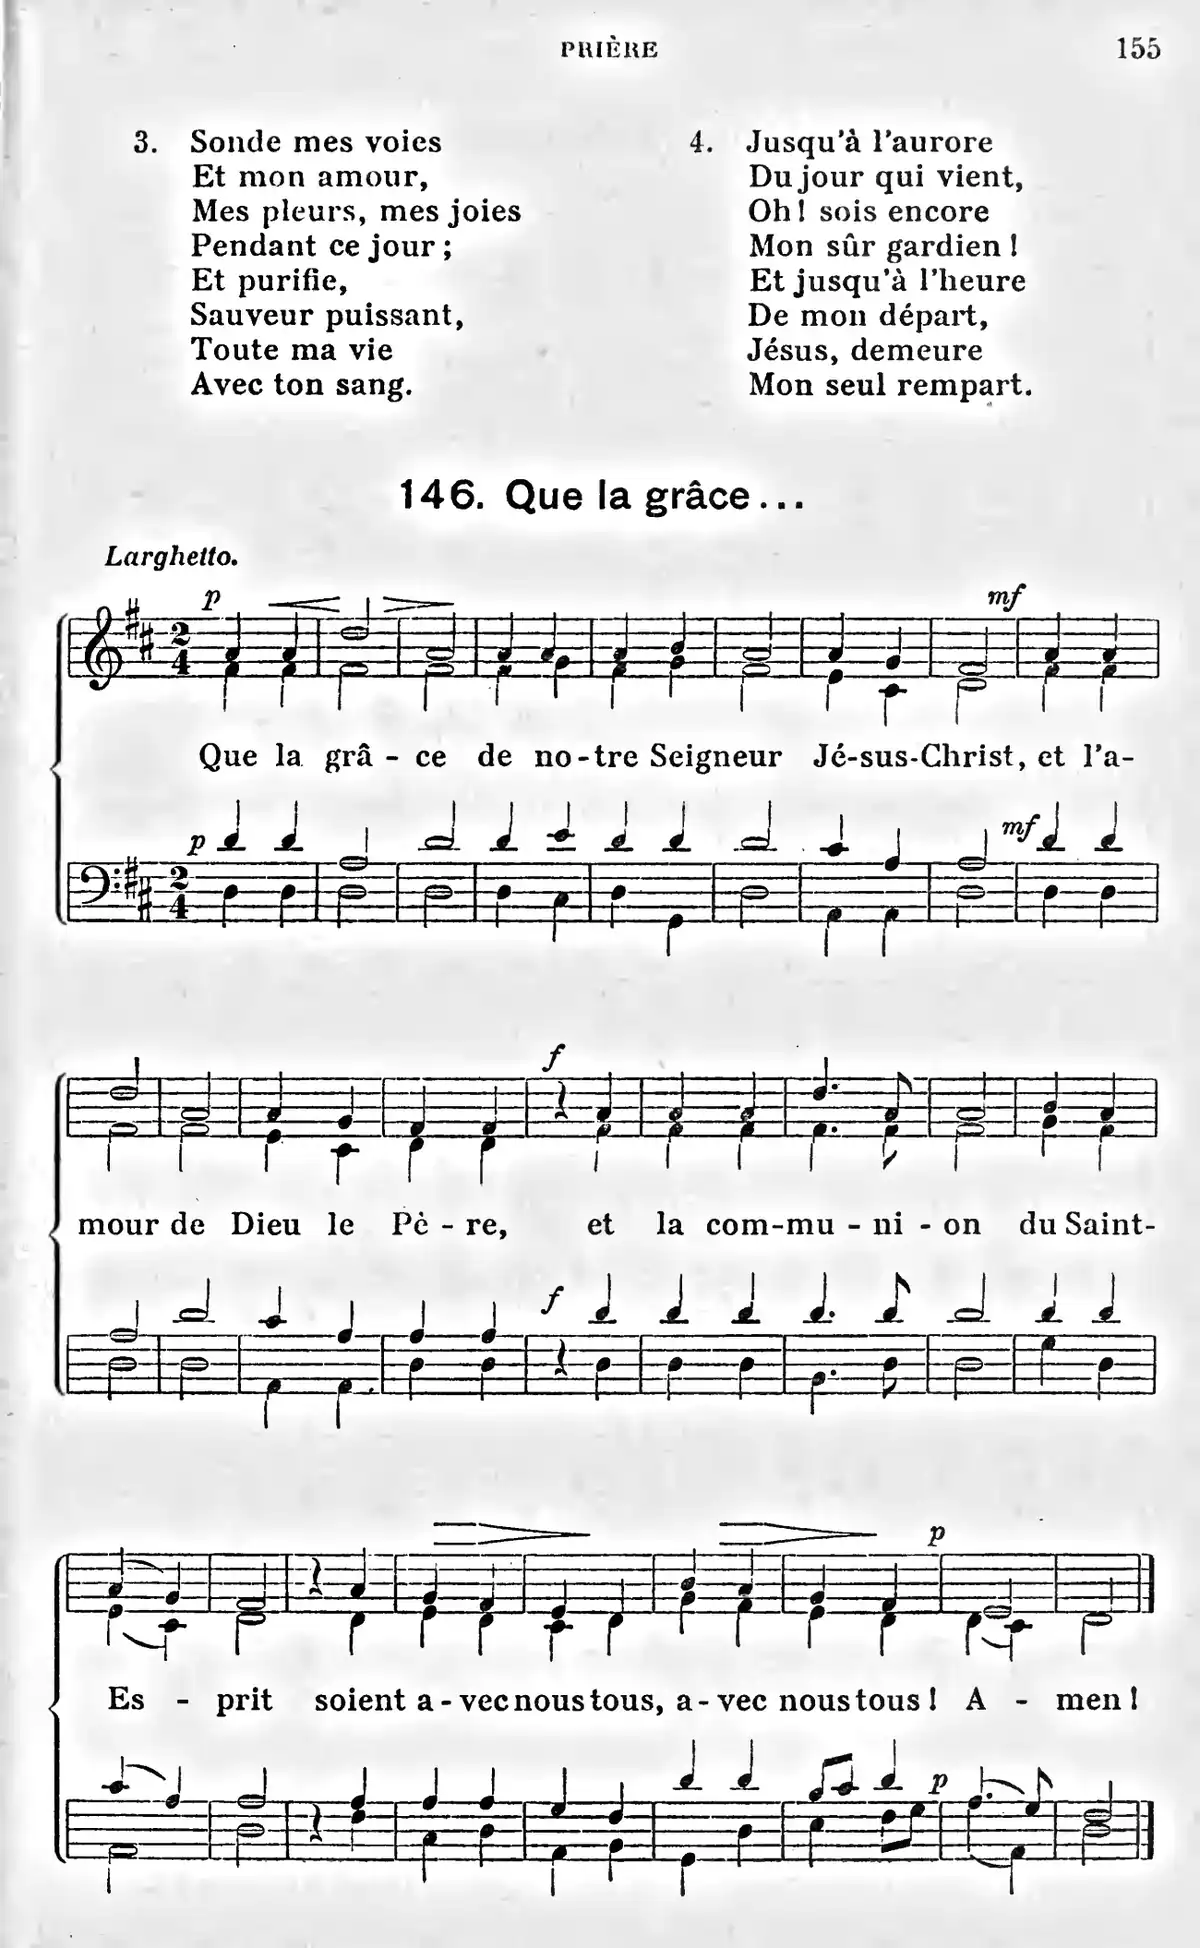 PRIÈRE 155
3. Sonde mes voies
Et mon amour,
Mes pleurs, mes joies
Pendant ce jour ;
Et purifie,
Sauveur puissant,
Toute ma vie
Avec ton sang.
4. Jusqu'à l'aurore
Du jour qui vient,
Oh ! sois encore
Mon sûr gardien !
Et jusqu'à l'heure
De mon départ,
Jésus, demeure
Mon seul rempart.
146. Que la grâce...
Larghetto.
p mf
2 4
Que la grâ - ce de no-tre Seigneur Jé-sus-Christ, et l'a-
p mf
2 4
f
mour de Dieu le Pè - re, et la com-mu - ni - on du Saint-
f
p
Es - prit soient a - vec nous tous, a - vec nous tous ! A - men !
p